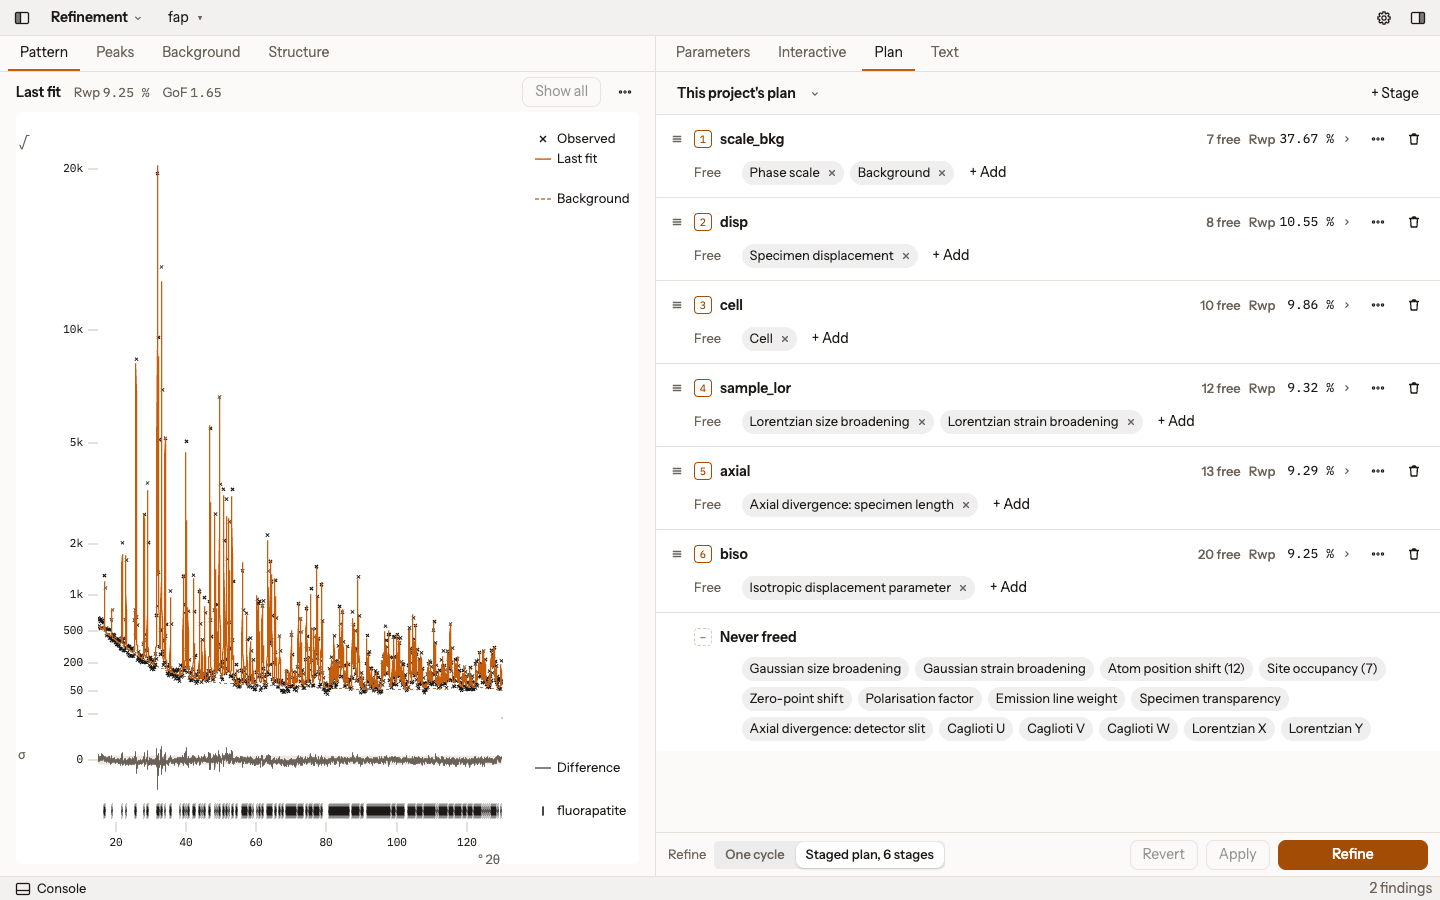 Refinement fap
Pattern Peaks Background Structure
Parameters Interactive Plan Text
Last fit Rwp 9.25 % GoF 1.65 Show all
This project's plan + Stage
√
× Observed
Last fit
Background
20k
10k
5k
2k
1k
500
200
50
1
σ
0
Difference
fluorapatite
20 40 60 80 100 120
°2θ
1 scale_bkg 7 free Rwp 37.67 %
Free Phase scale × Background × + Add
2 disp 8 free Rwp 10.55 %
Free Specimen displacement × + Add
3 cell 10 free Rwp 9.86 %
Free Cell × + Add
4 sample_lor 12 free Rwp 9.32 %
Free Lorentzian size broadening × Lorentzian strain broadening × + Add
5 axial 13 free Rwp 9.29 %
Free Axial divergence: specimen length × + Add
6 biso 20 free Rwp 9.25 %
Free Isotropic displacement parameter × + Add
– Never freed
Gaussian size broadening Gaussian strain broadening Atom position shift (12) Site occupancy (7)
Zero-point shift Polarisation factor Emission line weight Specimen transparency
Axial divergence: detector slit Caglioti U Caglioti V Caglioti W Lorentzian X Lorentzian Y
Refine One cycle Staged plan, 6 stages Revert Apply Refine
Console 2 findings